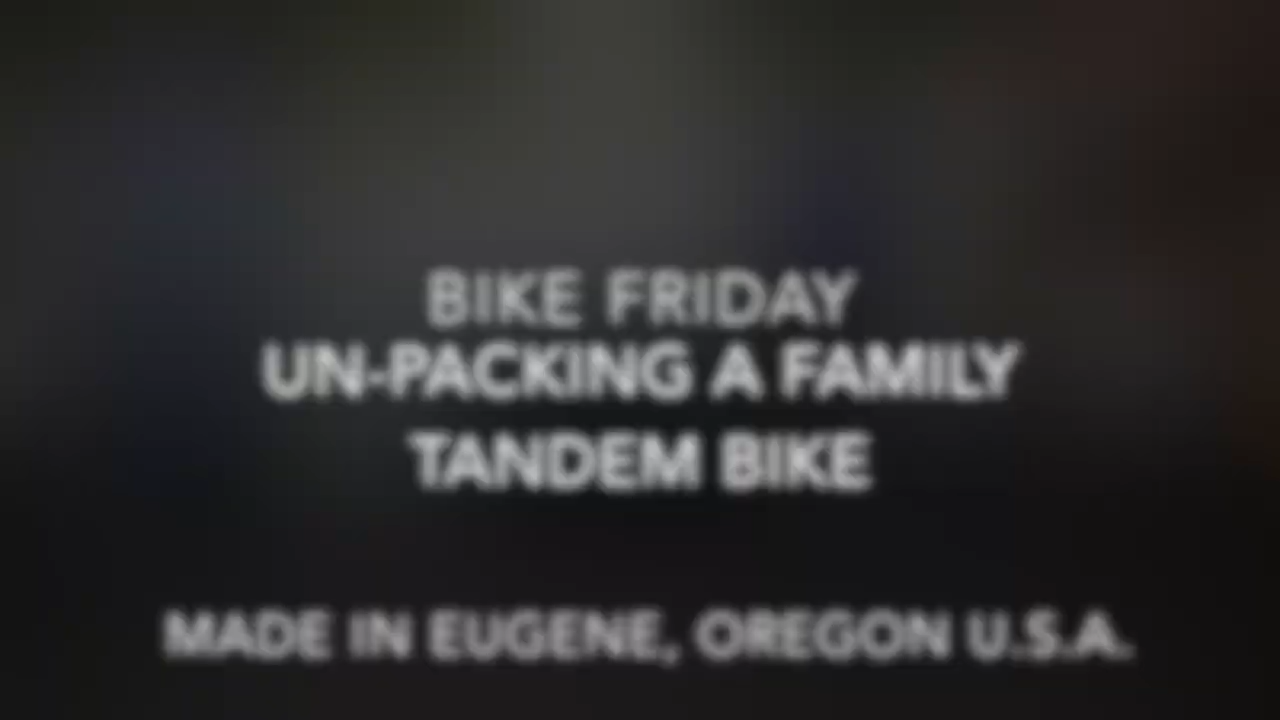 BIKE FRIDAY
UN-PACKING A FAMILY
TANDEM BIKE
MADE IN EUGENE, OREGON U.S.A.